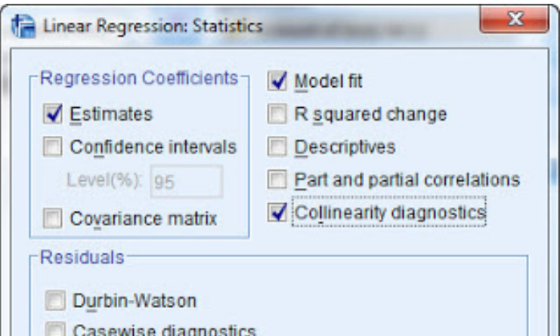 Linear Regression: Statistics
Regression Coefficients
Estimates
Confidence intervals
Level(%): 95
Covariance matrix
Model fit
R squared change
Descriptives
Part and partial correlations
Collinearity diagnostics
Residuals
Durbin-Watson
Casewise diagnostics